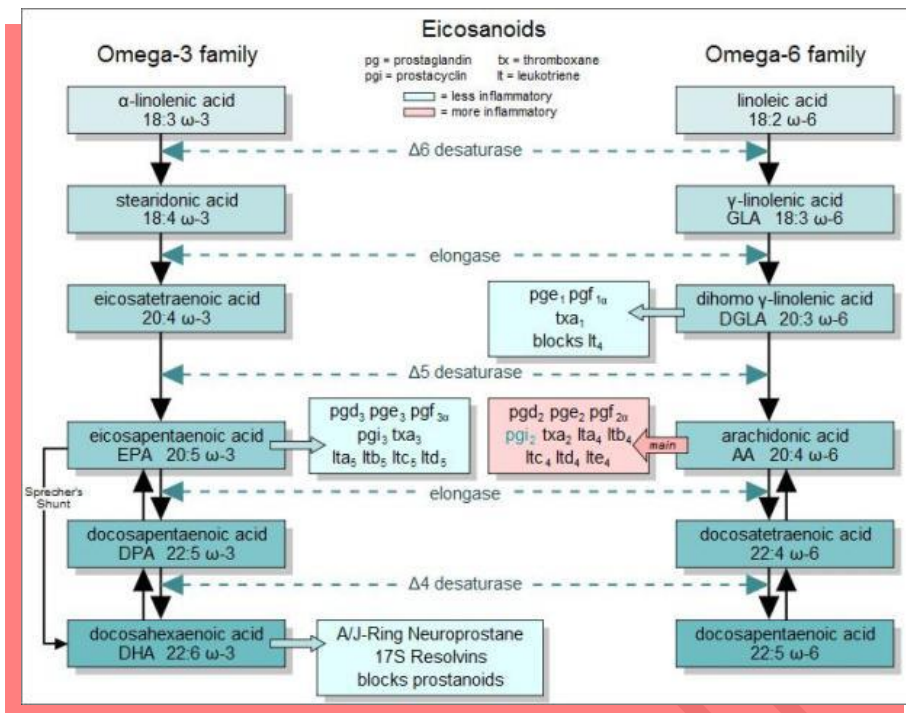 Eicosanoids
Omega-3 family
Omega-6 family
pg = prostaglandin tx = thromboxane
pgi = prostacyclin lt = leukotriene
= less inflammatory
= more inflammatory
α-linolenic acid
18:3 ω-3
linoleic acid
18:2 ω-6
Δ6 desaturase
stearidonic acid
18:4 ω-3
γ-linolenic acid
GLA 18:3 ω-6
elongase
eicosatetraenoic acid
20:4 ω-3
pge₁ pgf₁α
txa₁
blocks lt₄
dihomo γ-linolenic acid
DGLA 20:3 ω-6
Δ5 desaturase
eicosapentaenoic acid
EPA 20:5 ω-3
pgd₃ pge₃ pgf₃α
pgi₃ txa₃
lta₅ ltb₅ ltc₅ ltd₅
pgd₂ pge₂ pgf₂α
pgi₂ txa₂ lta₄ ltb₄
ltc₄ ltd₄ lte₄
main
arachidonic acid
AA 20:4 ω-6
Sprecher's
Shunt
elongase
docosapentaenoic acid
DPA 22:5 ω-3
docosatetraenoic acid
22:4 ω-6
Δ4 desaturase
docosahexaenoic acid
DHA 22:6 ω-3
A/J-Ring Neuroprostane
17S Resolvins
blocks prostanoids
docosapentaenoic acid
22:5 ω-6